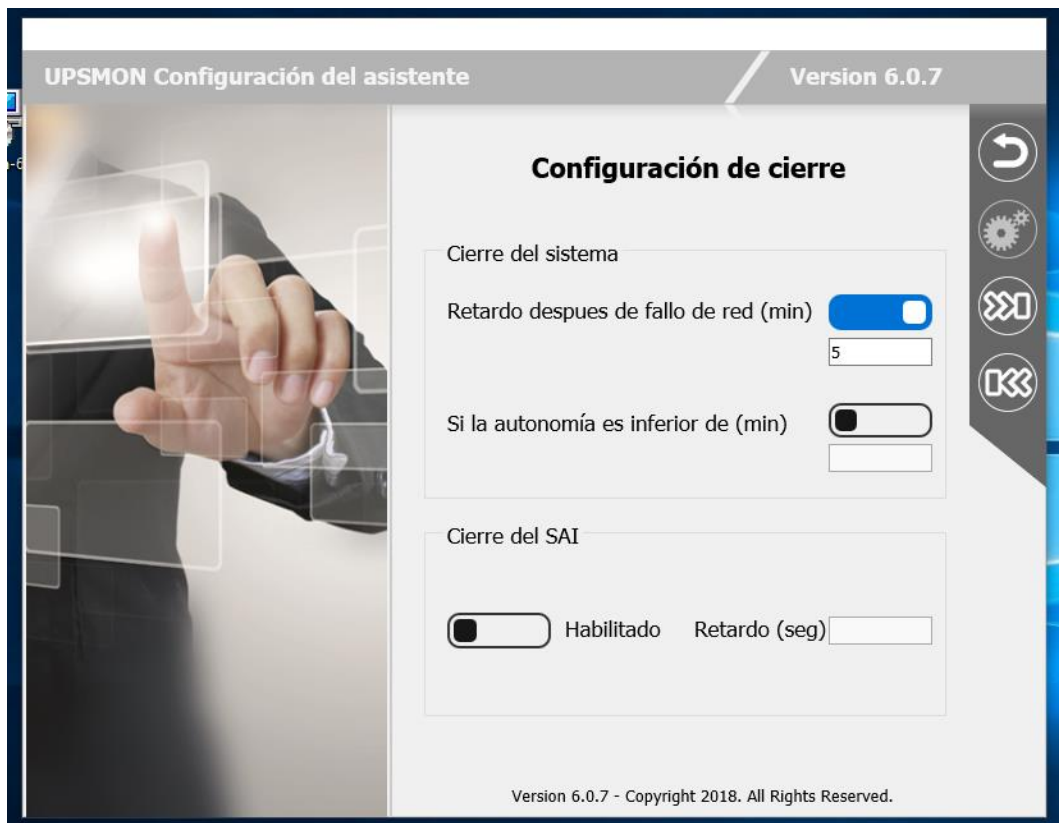 UPSMON Configuración del asistente
Version 6.0.7
Configuración de cierre
Cierre del sistema
Retardo despues de fallo de red (min)
5
Si la autonomía es inferior de (min)
Cierre del SAI
Habilitado
Retardo (seg)
Version 6.0.7 - Copyright 2018. All Rights Reserved.